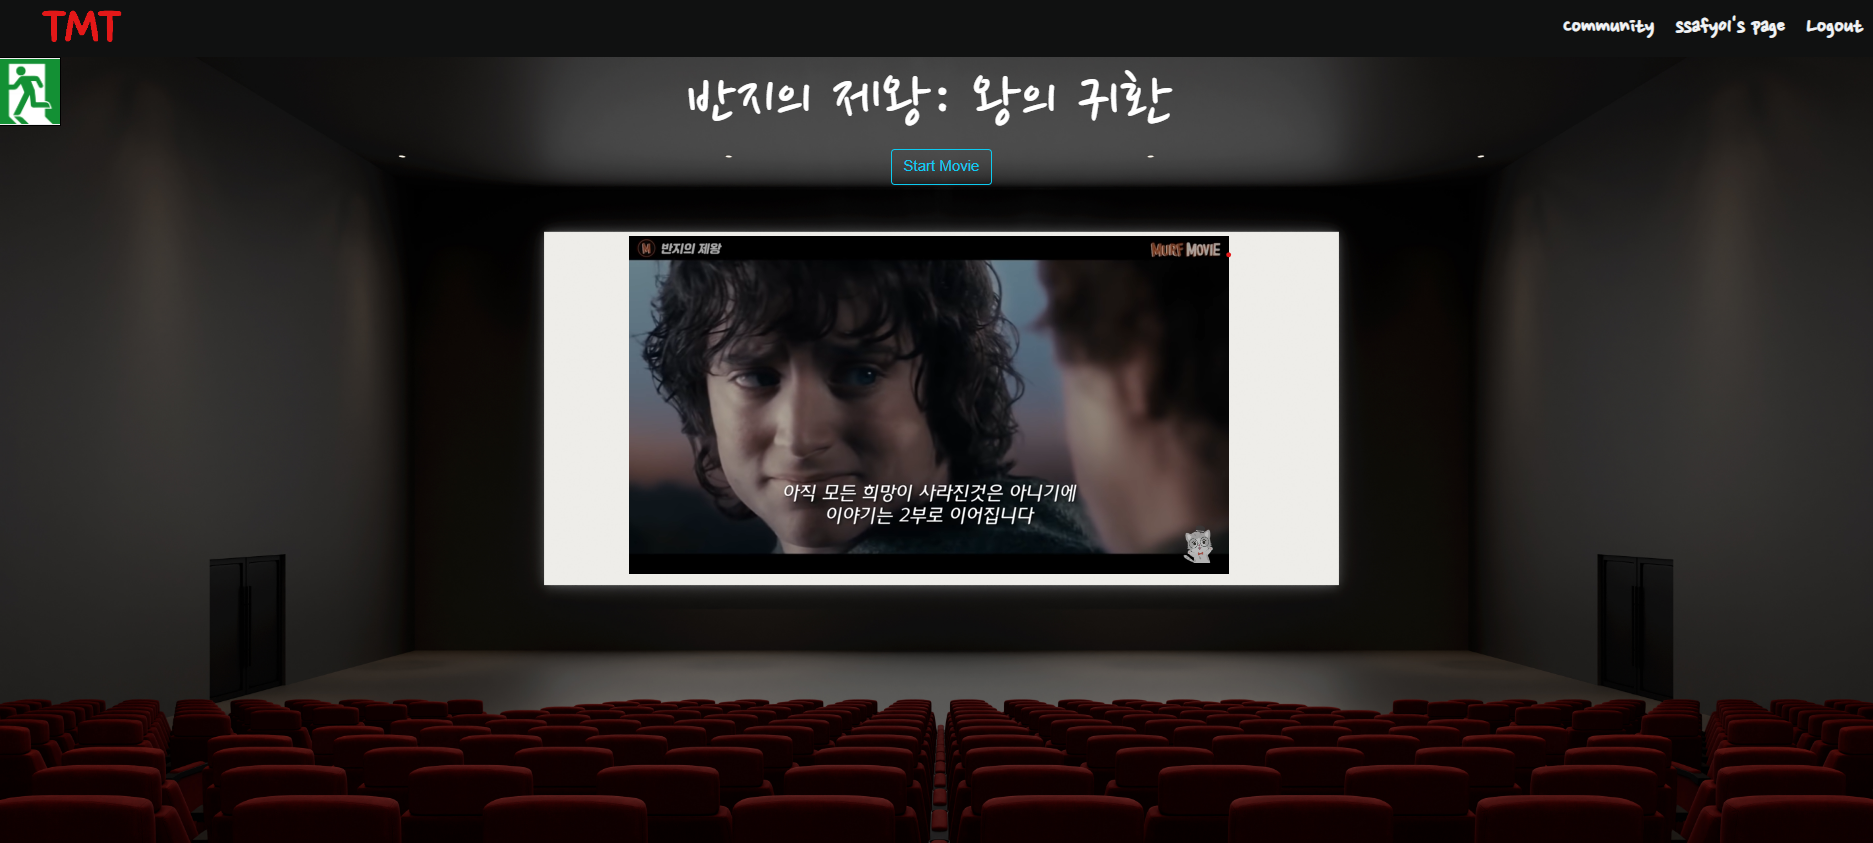 TMT
community ssafy01's page Logout
반지의 제왕: 왕의 귀환
Start Movie
M 반지의 제왕
MURF MOVIE
아직 모든 희망이 사라진것은 아니기에
이야기는 2부로 이어집니다